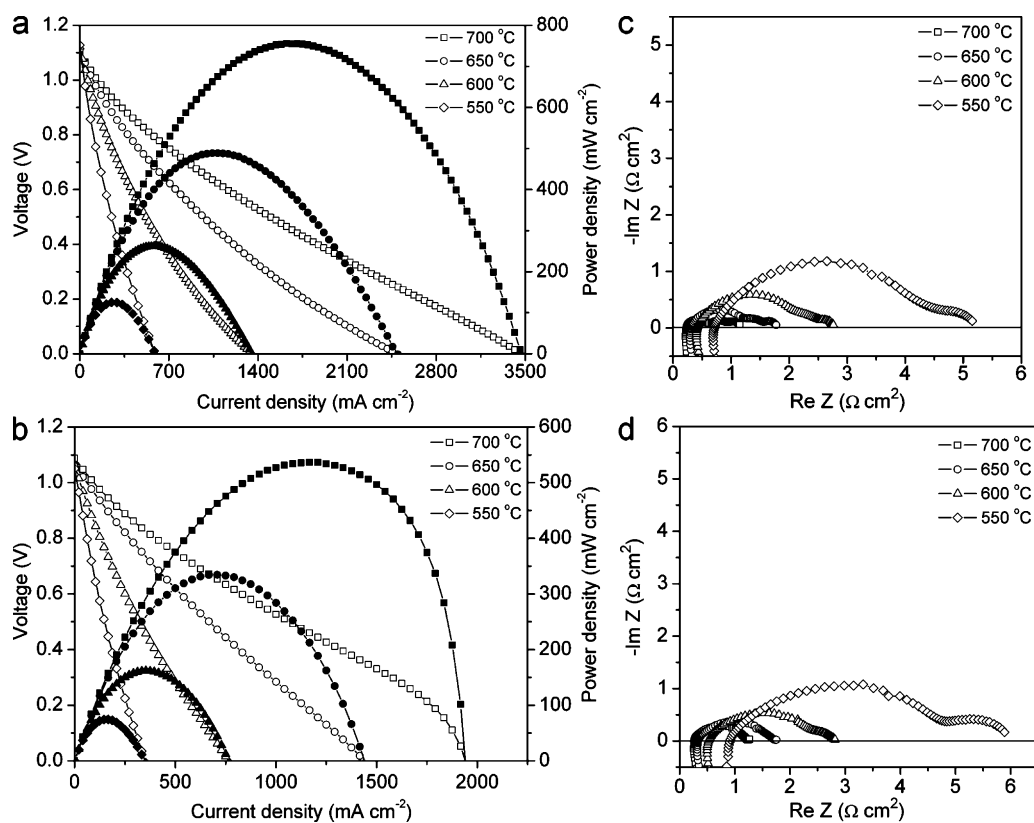 a
1.2
1.0
0.8
0.6
0.4
0.2
0.0
Voltage (V)
0 700 1400 2100 2800 3500
Current density (mA cm⁻²)
800
600
400
200
0
Power density (mW cm⁻²)
700 °C
650 °C
600 °C
550 °C
c
5
4
3
2
1
0
-Im Z (Ω cm²)
0 1 2 3 4 5 6
Re Z (Ω cm²)
700 °C
650 °C
600 °C
550 °C
b
1.2
1.0
0.8
0.6
0.4
0.2
0.0
Voltage (V)
0 500 1000 1500 2000
Current density (mA cm⁻²)
600
500
400
300
200
100
0
Power density (mW cm⁻²)
700 °C
650 °C
600 °C
550 °C
d
6
5
4
3
2
1
0
-Im Z (Ω cm²)
0 1 2 3 4 5 6
Re Z (Ω cm²)
700 °C
650 °C
600 °C
550 °C